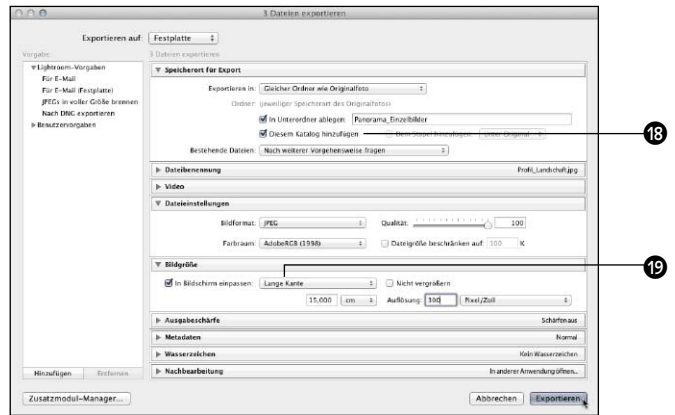 3 Dateien exportieren
Exportieren auf: Festplatte
Vorgabe: 3 Dateien exportieren
Lightroom-Vorgaben
Für E-Mail
Für E-Mail (Festplatte)
JPEGs in voller Größe brennen
Nach DNG exportieren
Benutzervorgaben
Speicherort für Export
Exportieren in: Gleicher Ordner wie Originalfoto
Ordner: (jeweiliger Speicherort des Originalfotos)
In Unterordner ablegen: Panorama_Einzelbilder
Diesem Katalog hinzufügen Dem Stapel hinzufügen: Unter Original 18
Bestehende Dateien: Nach weiterer Vorgehensweise fragen
Dateibenennung Profil_Landschaft.jpg
Video
Dateieinstellungen
Bildformat: JPEG Qualität: 100
Farbraum: AdobeRGB (1998) Dateigröße beschränken auf: 100 K
Bildgröße 19
In Bildschirm einpassen: Lange Kante Nicht vergrößern
15,000 cm Auflösung: 300 Pixel/Zoll
Ausgabeschärfe Schärfen aus
Metadaten Normal
Wasserzeichen Kein Wasserzeichen
Nachbearbeitung In anderer Anwendung öffnen..
Hinzufügen Entfernen
Zusatzmodul-Manager... Abbrechen Exportieren